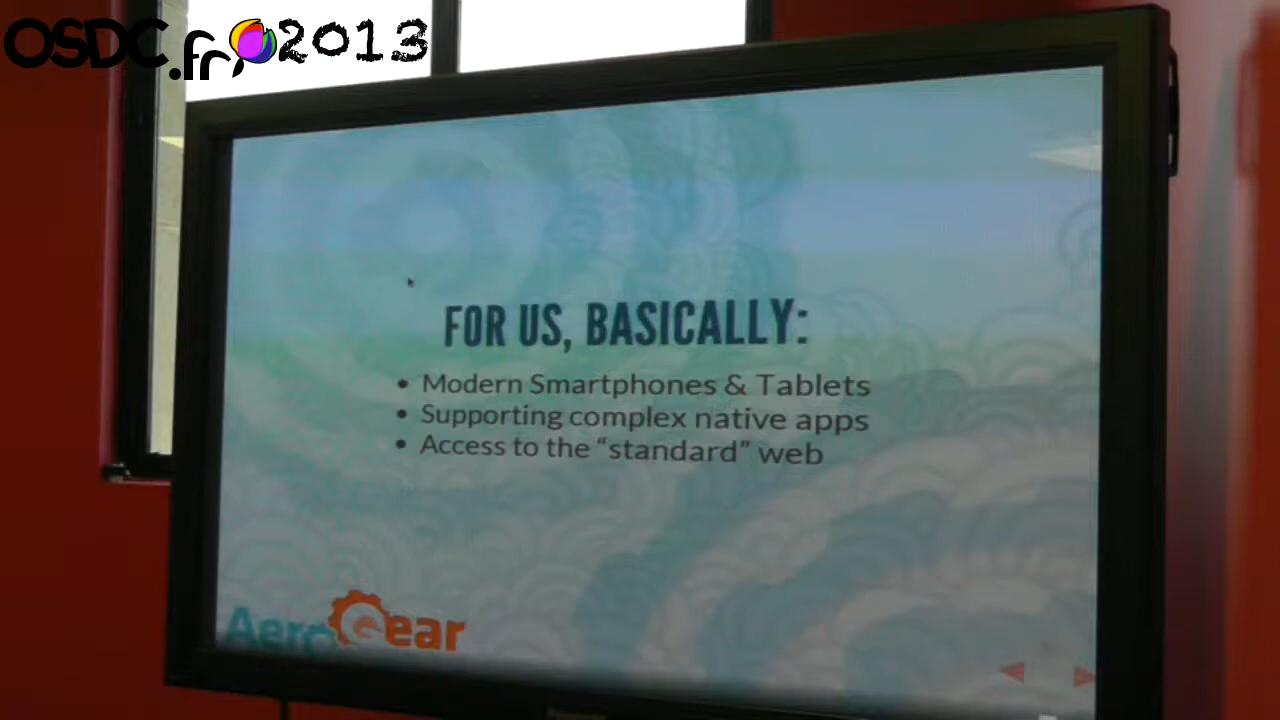 OSDC.fr 2013
FOR US, BASICALLY:
• Modern Smartphones & Tablets
• Supporting complex native apps
• Access to the “standard” web
AeroGear